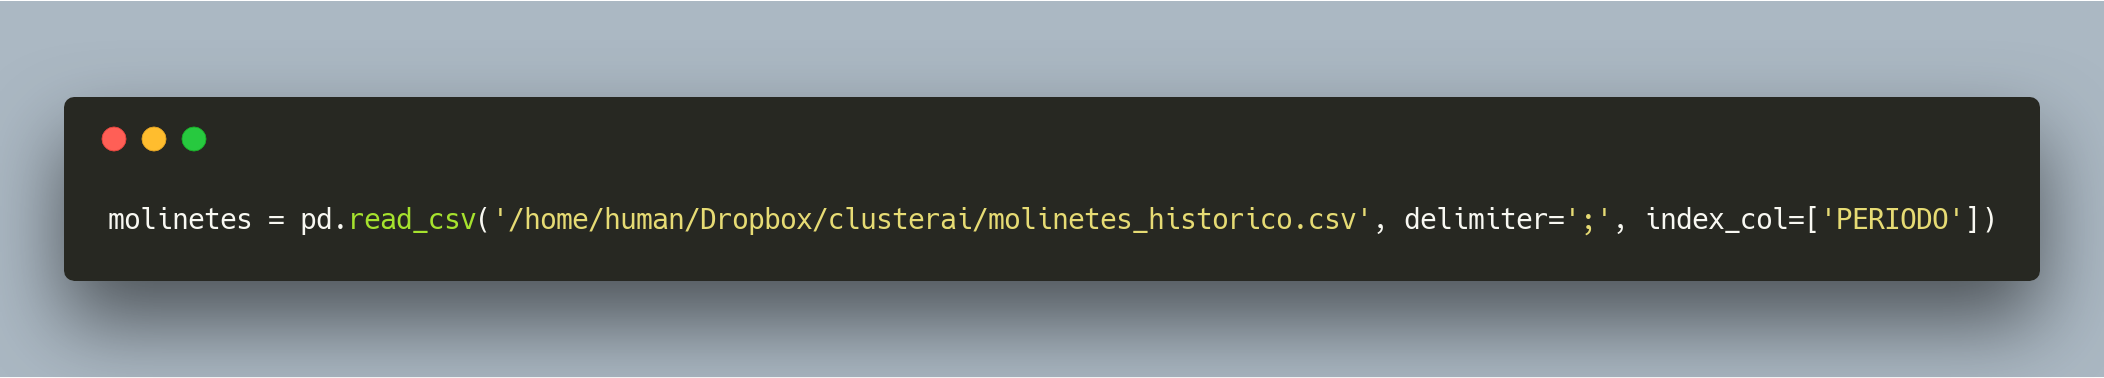 molinetes = pd.read_csv('/home/human/Dropbox/clusterai/molinetes_historico.csv', delimiter=';', index_col=['PERIODO'])